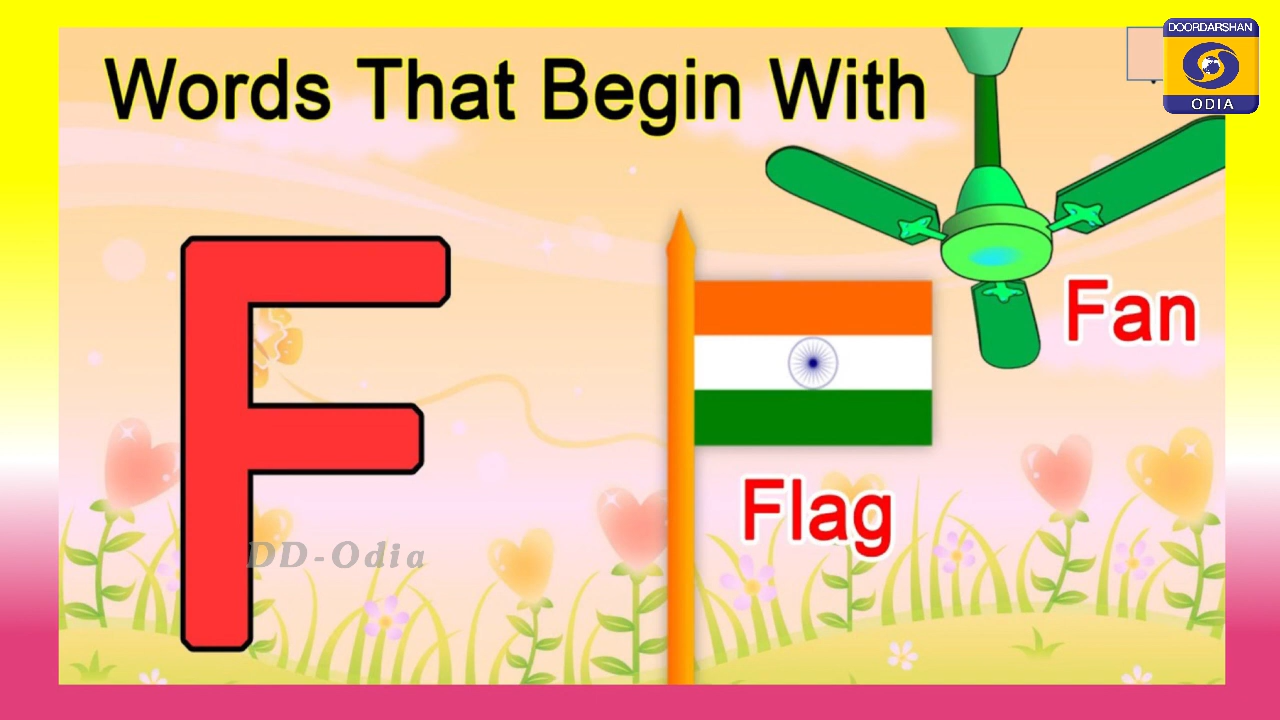 Words That Begin With
DOORDARSHAN
ODIA
F
Fan
Flag
DD-Odia